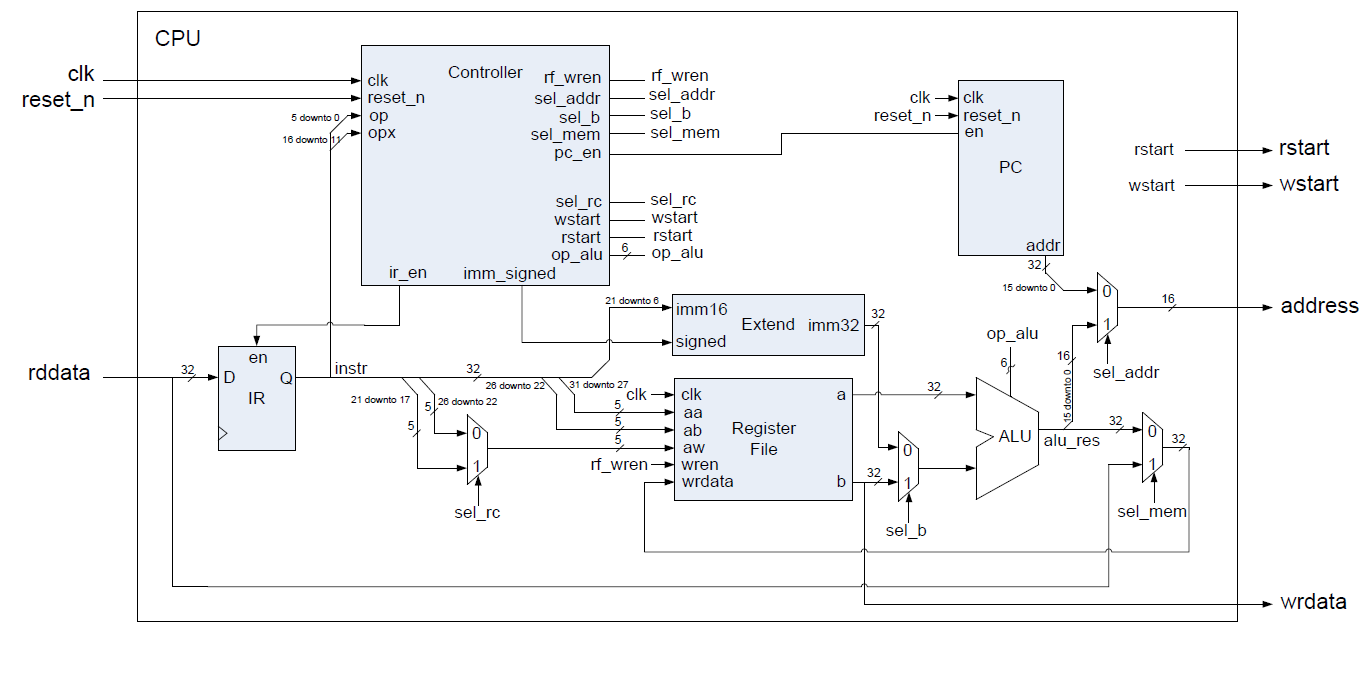 CPU
clk
reset_n
Controller
clk
reset_n
op
opx
5 downto 0
16 downto 11
rf_wren
sel_addr
sel_b
sel_mem
pc_en
sel_rc
wstart
rstart
op_alu
ir_en
imm_signed
rf_wren
sel_addr
sel_b
sel_mem
sel_rc
wstart
rstart
6
op_alu
clk
reset_n
clk
reset_n
en
PC
addr
32
15 downto 0
rstart
rstart
wstart
wstart
0
1
16
address
sel_addr
rddata
32
en
D
Q
IR
instr
32
21 downto 6
imm16
Extend
imm32
signed
32
21 downto 17
5
5
26 downto 22
0
1
sel_rc
26 downto 22
31 downto 27
clk
5
5
5
rf_wren
clk
aa
ab
aw
wren
wrdata
Register
File
a
b
32
32
0
1
sel_b
op_alu
6
ALU
alu_res
16
15 downto 0
32
0
1
32
sel_mem
wrdata